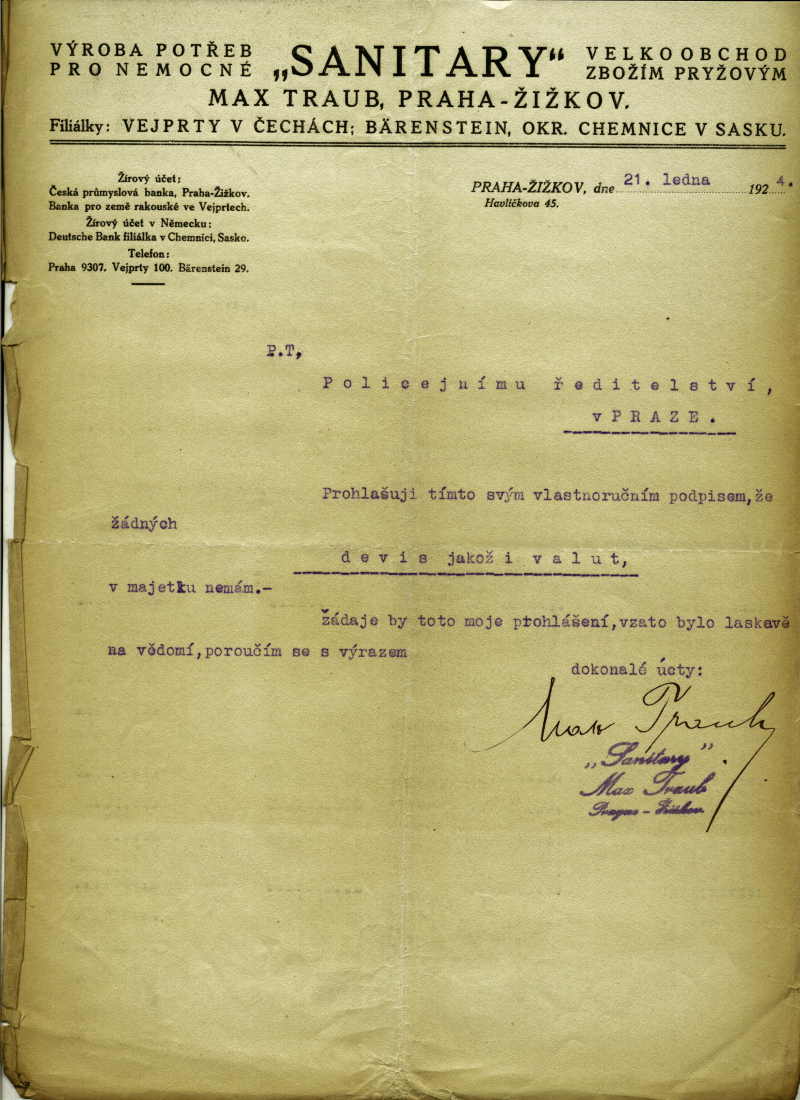 VÝROBA POTŘEB
PRO NEMOCNÉ
„SANITARY“
VELKOOBCHOD
ZBOŽÍM PRYŽOVÝM
MAX TRAUB, PRAHA-ŽIŽKOV.
Filiálky: VEJPRTY V ČECHÁCH; BÄRENSTEIN, OKR. CHEMNICE V SASKU.
Žírový účet:
Česká průmyslová banka, Praha-Žižkov.
Banka pro země rakouské ve Vejprtech.
Žírový účet v Německu:
Deutsche Bank filiálka v Chemnici, Sasko.
Telefon:
Praha 9307. Vejprty 100. Bärenstein 29.
PRAHA-ŽIŽKOV, dne 21. ledna 1924.
Havlíčkova 45.
P.T,
Policejnímu ředitelství,
v PRAZE.
Prohlašuji tímto svým vlastnoručním podpisem,že
žádných
devis jakož i valut,
v majetku nemám.-
žádaje by toto moje prohlášení,vzato bylo laskavě
na vědomí,poroučím se s výrazem
dokonalé úcty:
Max Traub
„Sanitary”
Max Traub
Prague - Žižkov.